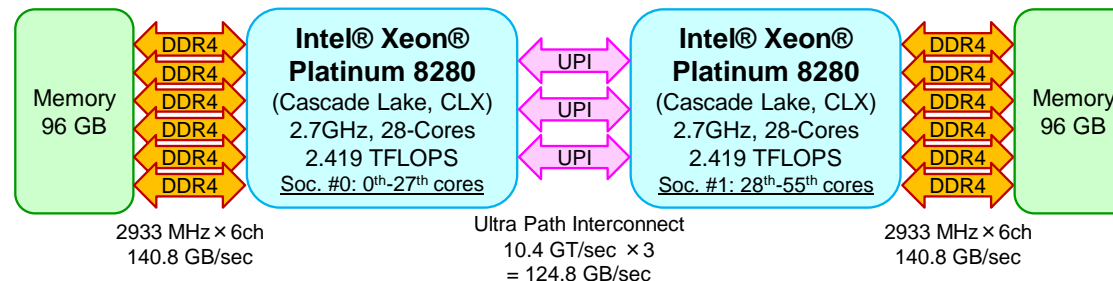 Memory
96 GB
DDR4
DDR4
DDR4
DDR4
DDR4
DDR4
2933 MHz×6ch
140.8 GB/sec
Intel® Xeon®
Platinum 8280
(Cascade Lake, CLX)
2.7GHz, 28-Cores
2.419 TFLOPS
Soc. #0: 0th-27th cores
UPI
UPI
UPI
Ultra Path Interconnect
10.4 GT/sec ×3
= 124.8 GB/sec
Intel® Xeon®
Platinum 8280
(Cascade Lake, CLX)
2.7GHz, 28-Cores
2.419 TFLOPS
Soc. #1: 28th-55th cores
DDR4
DDR4
DDR4
DDR4
DDR4
DDR4
2933 MHz×6ch
140.8 GB/sec
Memory
96 GB